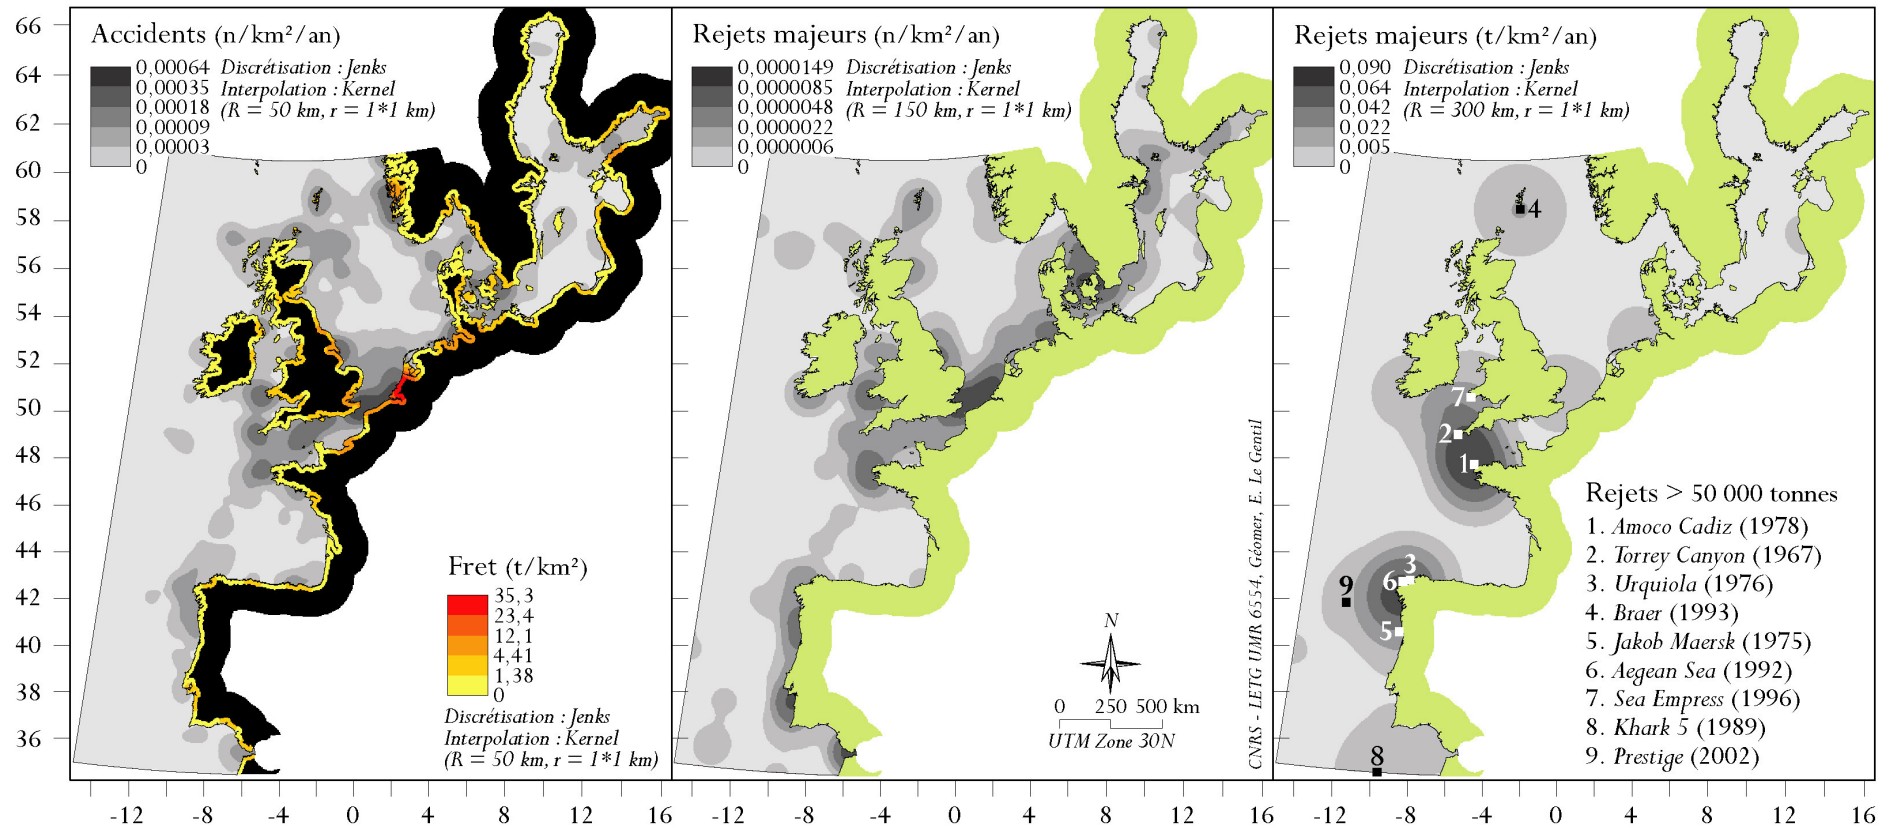 66
64
62
60
58
56
54
52
50
48
46
44
42
40
38
36
Accidents (n/km²/an)
0,00064
0,00035
0,00018
0,00009
0,00003
0
Discrétisation : Jenks
Interpolation : Kernel
(R = 50 km, r = 1*1 km)
Fret (t/km²)
35,3
23,4
12,1
4,41
1,38
0
Discrétisation : Jenks
Interpolation : Kernel
(R = 50 km, r = 1*1 km)
Rejets majeurs (n/km²/an)
0,0000149
0,0000085
0,0000048
0,0000022
0,0000006
0
Discrétisation : Jenks
Interpolation : Kernel
(R = 150 km, r = 1*1 km)
N
0 250 500 km
UTM Zone 30N
CNRS - LETG UMR 6554, Géomer, E. Le Gentil
Rejets majeurs (t/km²/an)
0,090
0,064
0,042
0,022
0,005
0
Discrétisation : Jenks
Interpolation : Kernel
(R = 300 km, r = 1*1 km)
4
7
2
1
3
6
9
5
8
Rejets > 50 000 tonnes
1. Amoco Cadiz (1978)
2. Torrey Canyon (1967)
3. Urquiola (1976)
4. Braer (1993)
5. Jakob Maersk (1975)
6. Aegean Sea (1992)
7. Sea Empress (1996)
8. Khark 5 (1989)
9. Prestige (2002)
-12 -8 -4 0 4 8 12 16
-12 -8 -4 0 4 8 12 16
-12 -8 -4 0 4 8 12 16